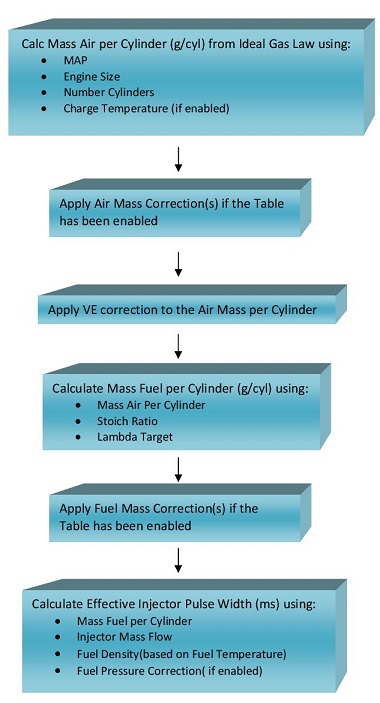 Calc Mass Air per Cylinder (g/cyl) from Ideal Gas Law using:
• MAP
• Engine Size
• Number Cylinders
• Charge Temperature (if enabled)
Apply Air Mass Correction(s) if the Table
has been enabled
Apply VE correction to the Air Mass per Cylinder
Calculate Mass Fuel per Cylinder (g/cyl) using:
• Mass Air Per Cylinder
• Stoich Ratio
• Lambda Target
Apply Fuel Mass Correction(s) if the
Table has been enabled
Calculate Effective Injector Pulse Width (ms) using:
• Mass Fuel per Cylinder
• Injector Mass Flow
• Fuel Density(based on Fuel Temperature)
• Fuel Pressure Correction( if enabled)